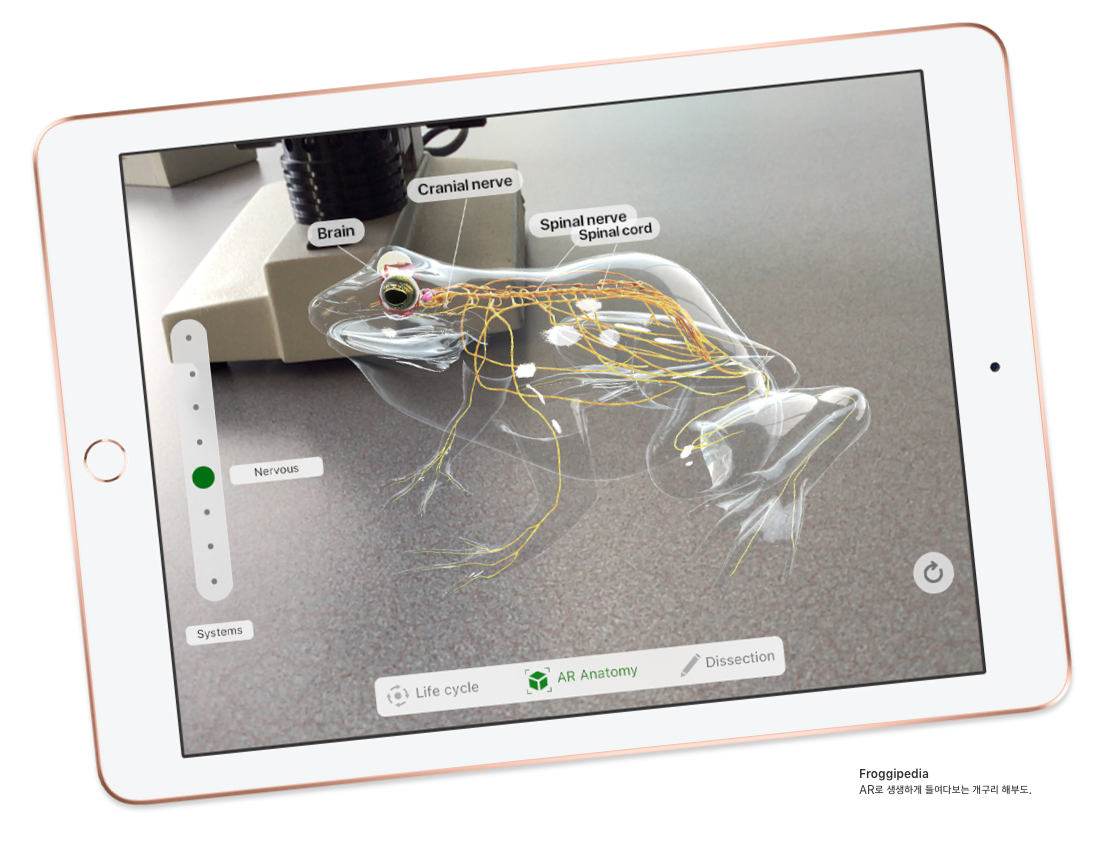 Cranial nerve
Brain
Spinal nerve
Spinal cord
Nervous
Systems
Life cycle
AR Anatomy
Dissection
Froggipedia
AR로 생생하게 들여다보는 개구리 해부도.